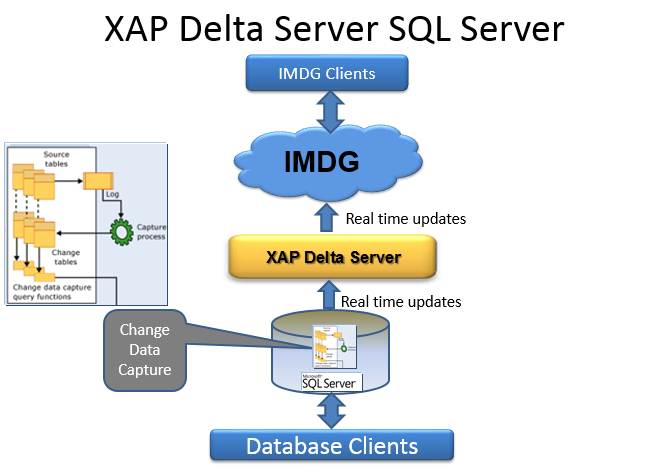 XAP Delta Server SQL Server
IMDG Clients
IMDG
Real time updates
XAP Delta Server
Real time updates
Source
tables
Log
Capture
process
Change
tables
Change data capture
query functions
Change
Data
Capture
Microsoft
SQL Server
Database Clients